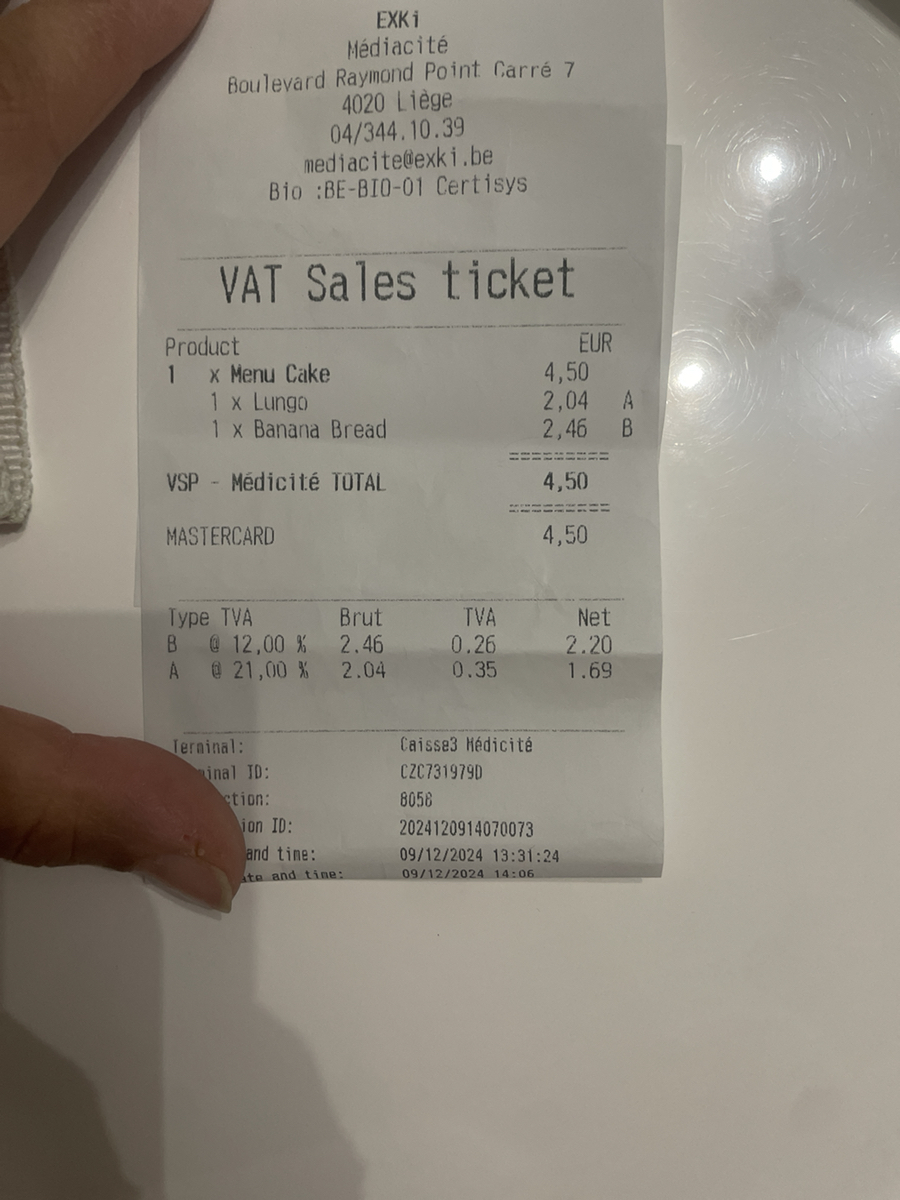 EXKi
Médiacité
Boulevard Raymond Point Carré 7
4020 Liège
04/344.10.39
mediacite@exki.be
Bio :BE-BIO-01 Certisys
VAT Sales ticket
Product EUR
1 x Menu Cake 4,50
1 x Lungo 2,04 A
1 x Banana Bread 2,46 B
VSP - Médicité TOTAL 4,50
MASTERCARD 4,50
Type TVA Brut TVA Net
B @ 12,00 % 2.46 0.26 2.20
A @ 21,00 % 2.04 0.35 1.69
Terminal: Caisse3 Médicité
ID: CZC731979D
8058
ID: 2024120914070073
and time: 09/12/2024 13:31:24
and time: 09/12/2024 14:06